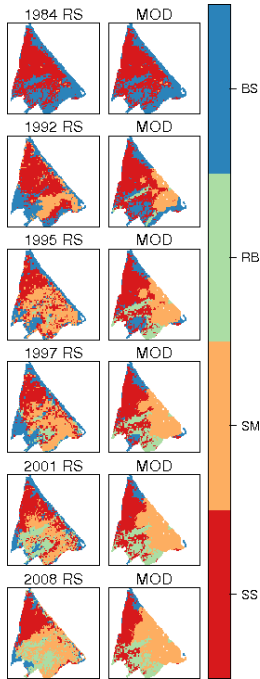 1984 RS MOD
1992 RS MOD
1995 RS MOD
1997 RS MOD
2001 RS MOD
2008 RS MOD
BS
RB
SM
SS